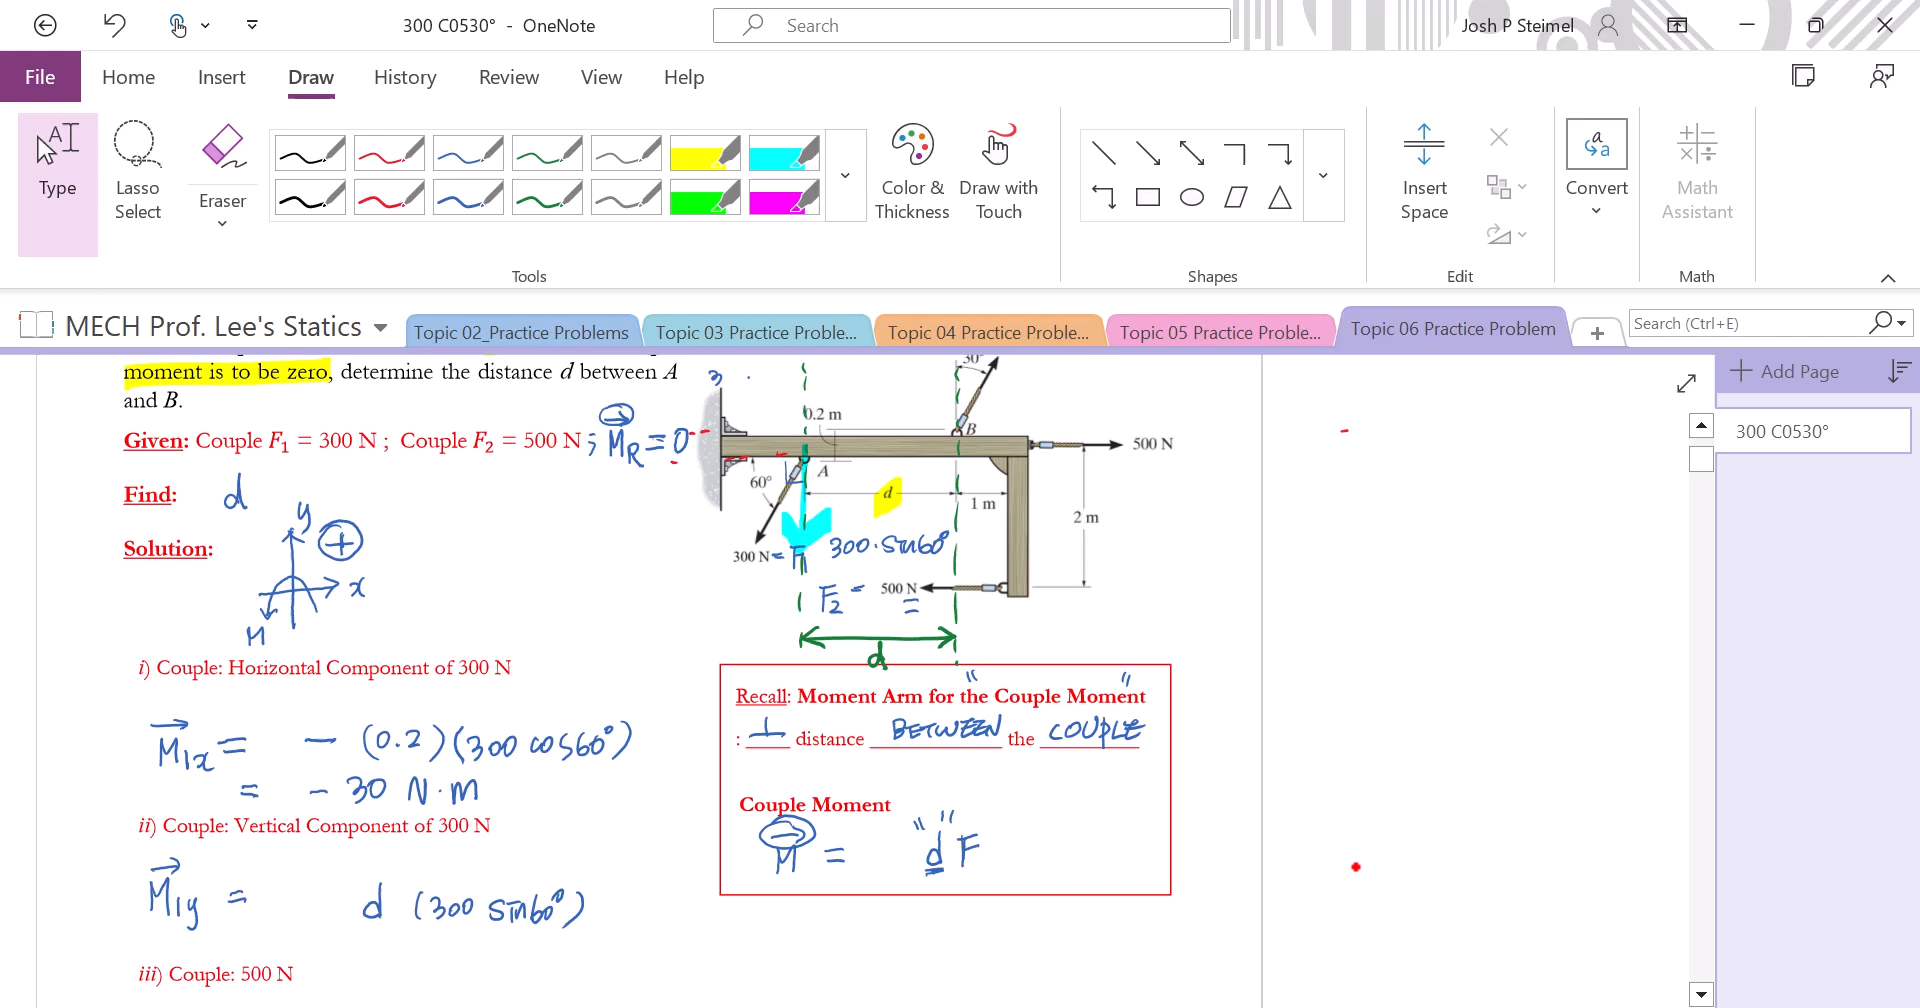 300 C0530° - OneNote
Search
Josh P Steimel
File
Home
Insert
Draw
History
Review
View
Help
Type
Lasso
Select
Eraser
Color &
Thickness
Draw with
Touch
Insert
Space
Convert
Math
Assistant
Tools
Shapes
Edit
Math
MECH Prof. Lee's Statics
Topic 02_Practice Problems
Topic 03 Practice Proble...
Topic 04 Practice Proble...
Topic 05 Practice Proble...
Topic 06 Practice Problem
Search (Ctrl+E)
Add Page
300 C0530°
moment is to be zero, determine the distance d between A
and B.
Given: Couple F₁ = 300 N ; Couple F₂ = 500 N ; M_R = 0
Find: d
Solution:
y
+
x
M
30°
0.2 m
B
500 N
A
60°
d
1 m
2 m
300 N = F₁
300·sin60°
F₂ = 500 N
d
i) Couple: Horizontal Component of 300 N
M₁ₓ = - (0.2)(300 cos60°)
= - 30 N·m
ii) Couple: Vertical Component of 300 N
M₁y = d (300 sin60°)
iii) Couple: 500 N
Recall: Moment Arm for the "Couple Moment"
: ⊥ distance BETWEEN the COUPLE
Couple Moment
M = "d" F